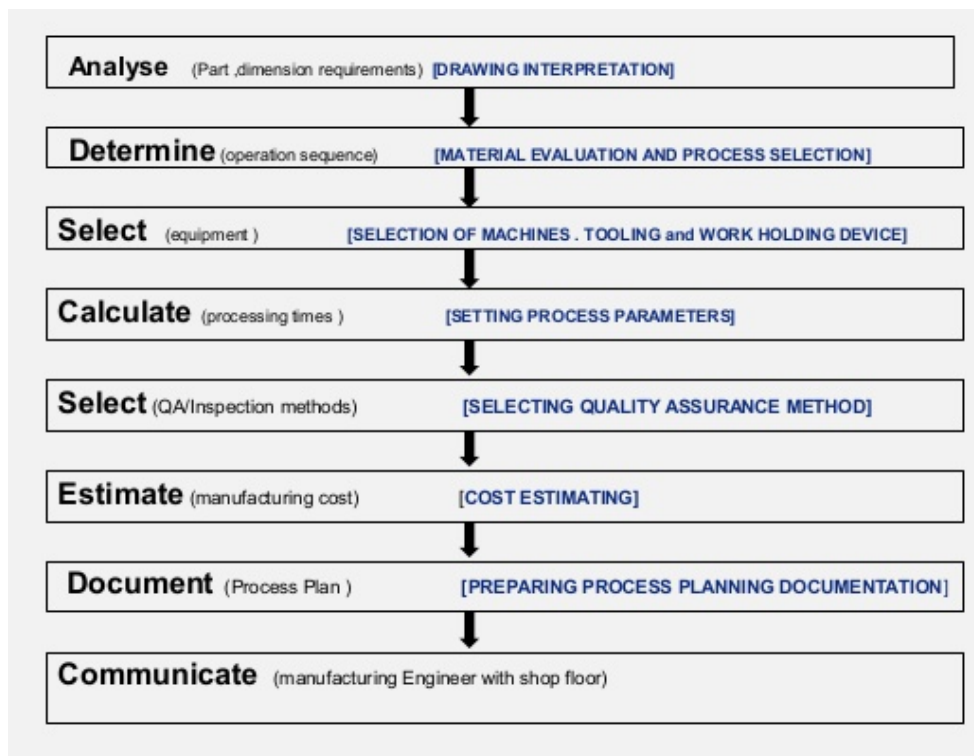 Analyse (Part ,dimension requirements) [DRAWING INTERPRETATION]
Determine (operation sequence) [MATERIAL EVALUATION AND PROCESS SELECTION]
Select (equipment ) [SELECTION OF MACHINES . TOOLING and WORK HOLDING DEVICE]
Calculate (processing times ) [SETTING PROCESS PARAMETERS]
Select (QA/Inspection methods) [SELECTING QUALITY ASSURANCE METHOD]
Estimate (manufacturing cost) [COST ESTIMATING]
Document (Process Plan ) [PREPARING PROCESS PLANNING DOCUMENTATION]
Communicate (manufacturing Engineer with shop floor)